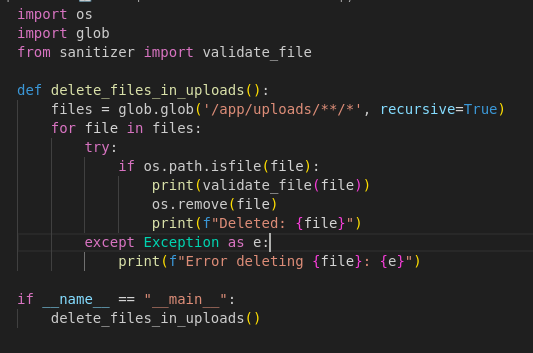 import os
import glob
from sanitizer import validate_file

def delete_files_in_uploads():
    files = glob.glob('/app/uploads/**/*', recursive=True)
    for file in files:
        try:
            if os.path.isfile(file):
                print(validate_file(file))
                os.remove(file)
                print(f"Deleted: {file}")
        except Exception as e:
            print(f"Error deleting {file}: {e}")

if __name__ == "__main__":
    delete_files_in_uploads()